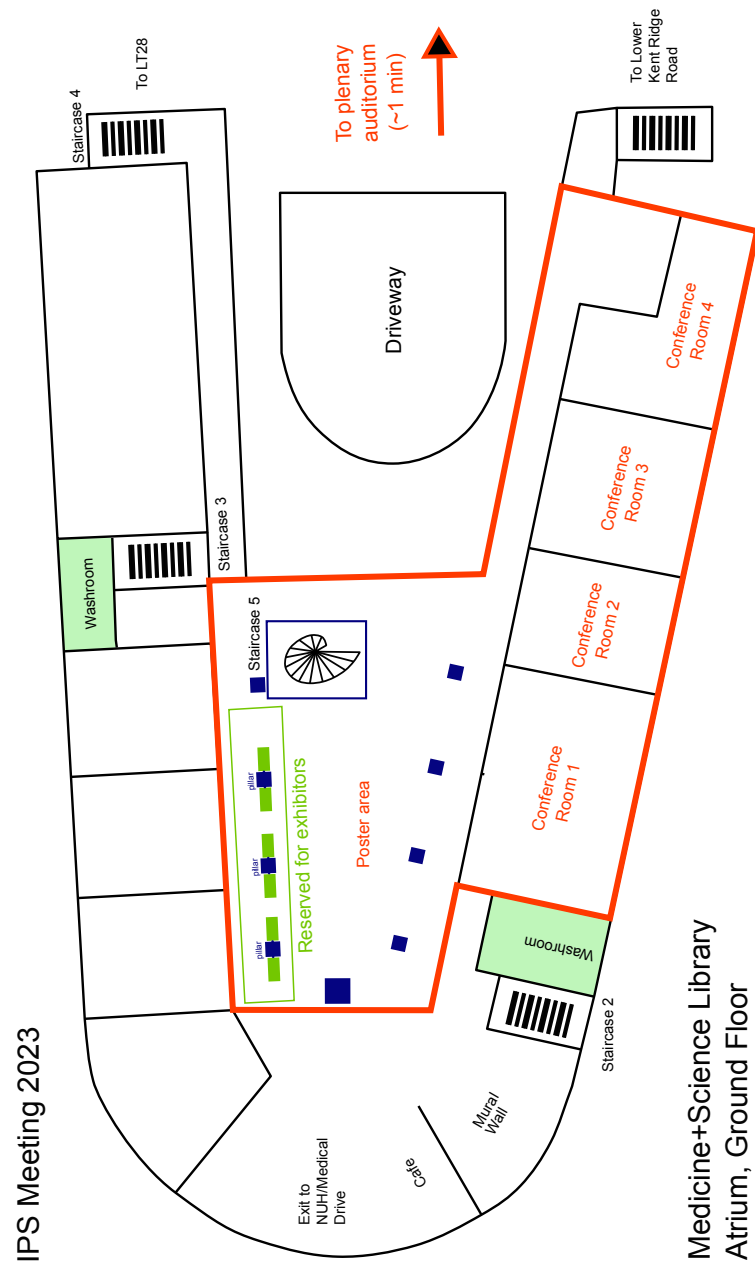 IPS Meeting 2023
Staircase 4
To LT28
To plenary
auditorium
(~1 min)
To Lower
Kent Ridge
Road
Driveway
Washroom
Staircase 3
Staircase 5
pillar
pillar
pillar
Reserved for exhibitors
Poster area
Conference
Room 1
Conference
Room 2
Conference
Room 3
Conference
Room 4
Washroom
Staircase 2
Mural
Wall
Cafe
Exit to
NUH/Medical
Drive
Medicine+Science Library
Atrium, Ground Floor